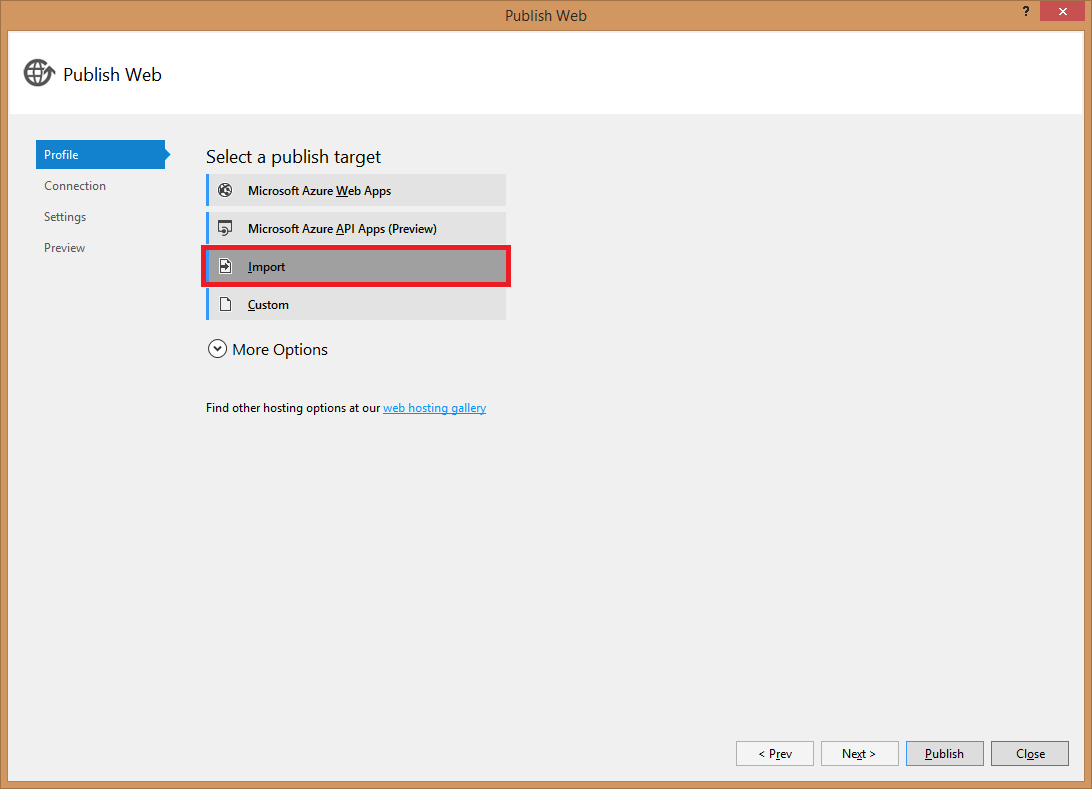 Publish Web
?
Publish Web
Profile
Connection
Settings
Preview
Select a publish target
Microsoft Azure Web Apps
Microsoft Azure API Apps (Preview)
Import
Custom
More Options
Find other hosting options at our web hosting gallery
< Prev
Next >
Publish
Close